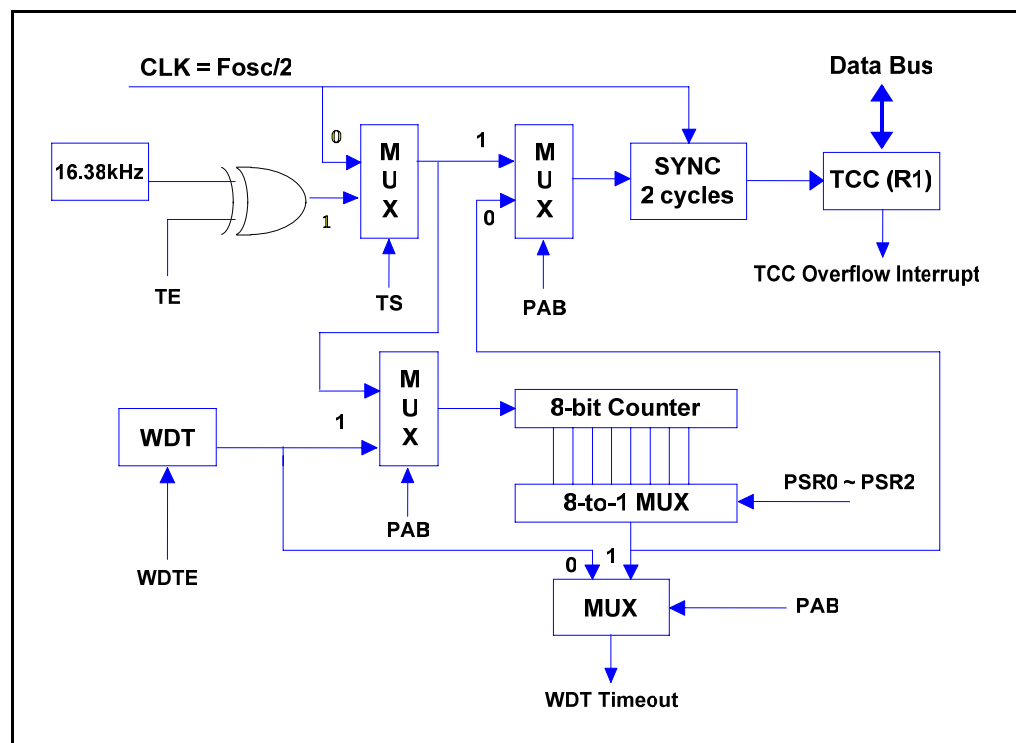 CLK = Fosc/2
Data Bus
0
16.38kHz
1
M
U
X
1
0
M
U
X
SYNC
2 cycles
TCC (R1)
TE
TS
PAB
TCC Overflow Interrupt
WDT
1
M
U
X
8-bit Counter
8-to-1 MUX
PSR0 ~ PSR2
PAB
WDTE
0
1
MUX
PAB
WDT Timeout